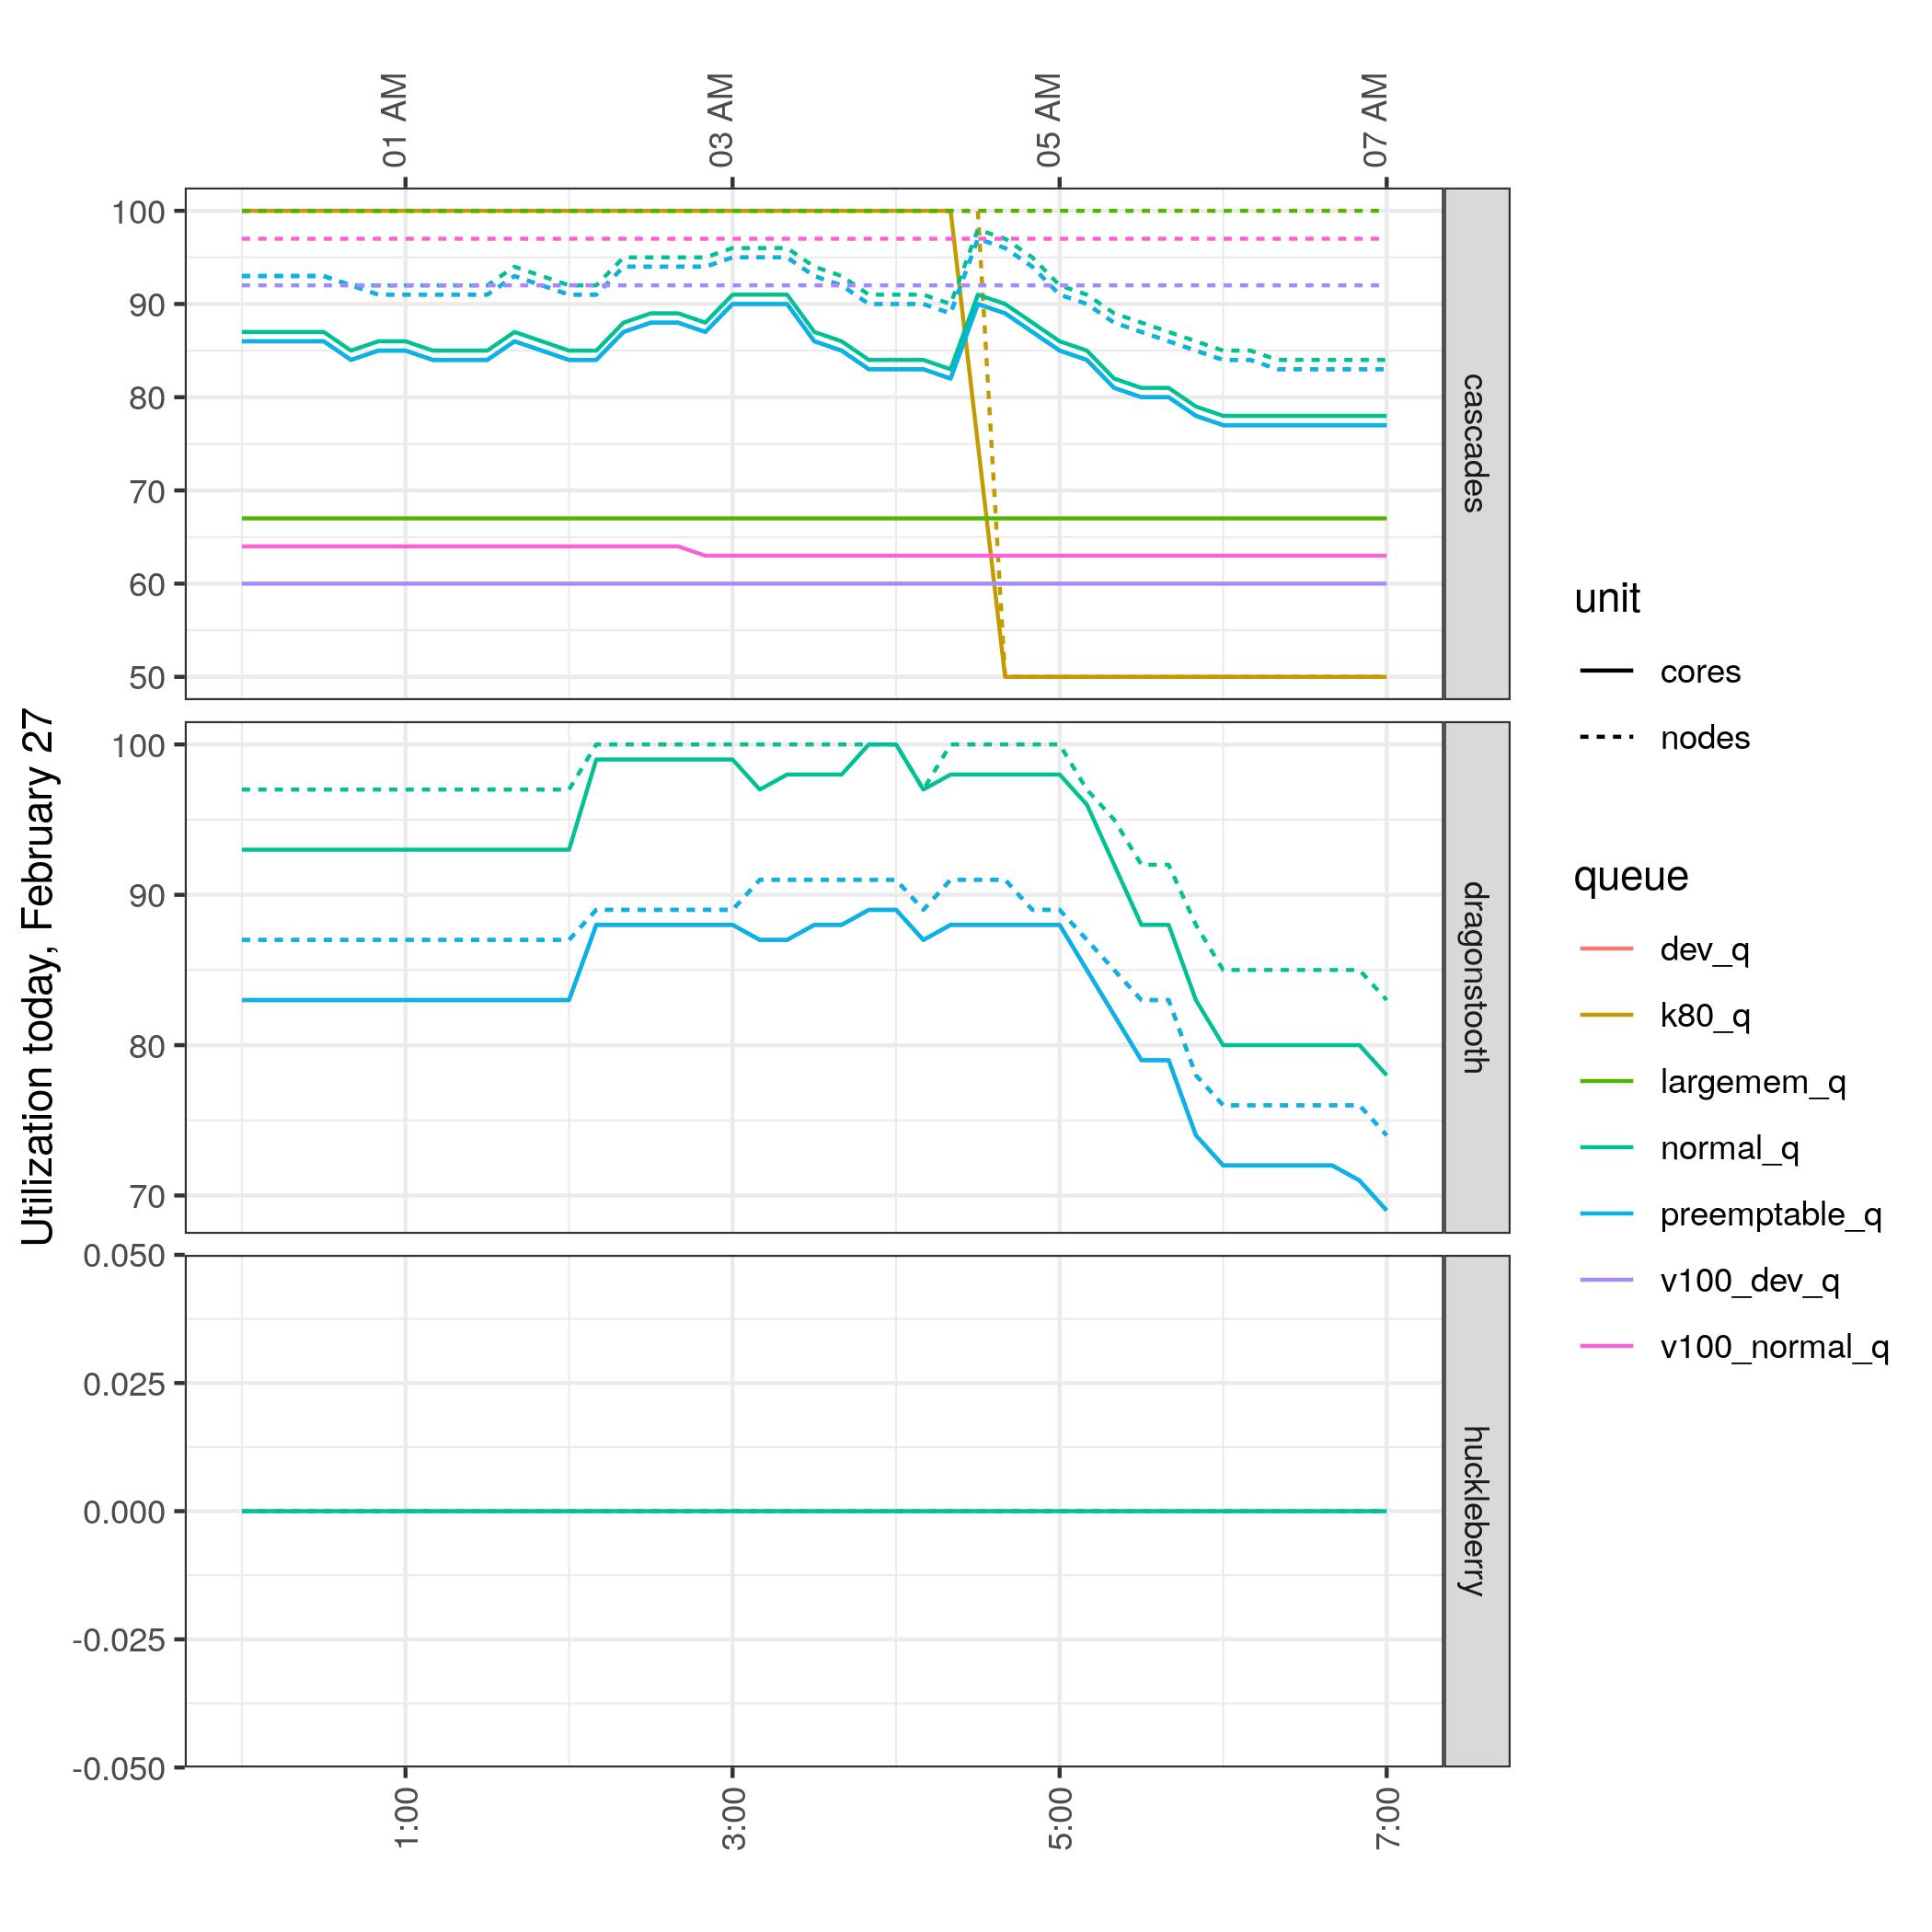 01 AM
03 AM
05 AM
07 AM
100
90
80
70
60
50
cascades
Utilization today, February 27
100
90
80
70
dragonstooth
0.050
0.025
0.000
-0.025
-0.050
huckleberry
1:00
3:00
5:00
7:00
unit
cores
nodes
queue
dev_q
k80_q
largemem_q
normal_q
preemptable_q
v100_dev_q
v100_normal_q